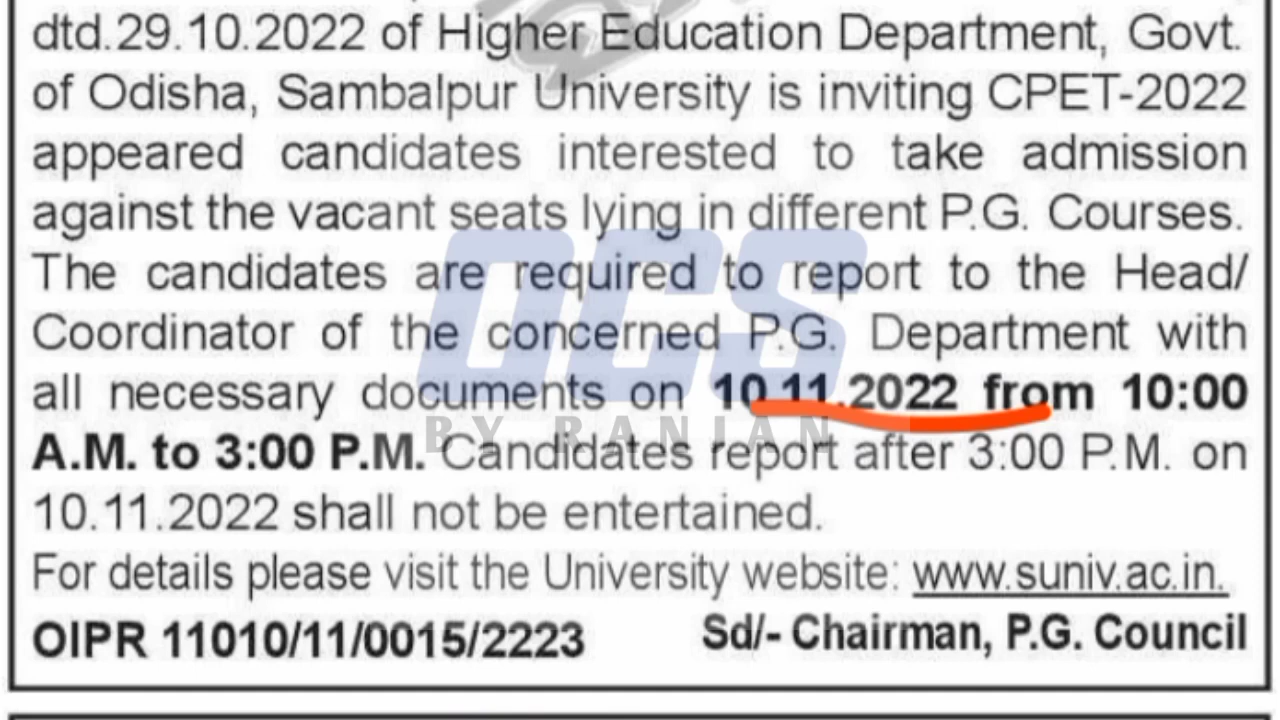 dtd.29.10.2022 of Higher Education Department, Govt.
of Odisha, Sambalpur University is inviting CPET-2022
appeared candidates interested to take admission
against the vacant seats lying in different P.G. Courses.
The candidates are required to report to the Head/
Coordinator of the concerned P.G. Department with
all necessary documents on 10.11.2022 from 10:00
A.M. to 3:00 P.M. Candidates report after 3:00 P.M. on
10.11.2022 shall not be entertained.
For details please visit the University website: www.suniv.ac.in.
OIPR 11010/11/0015/2223 Sd/- Chairman, P.G. Council
OCS
BY RANJAN